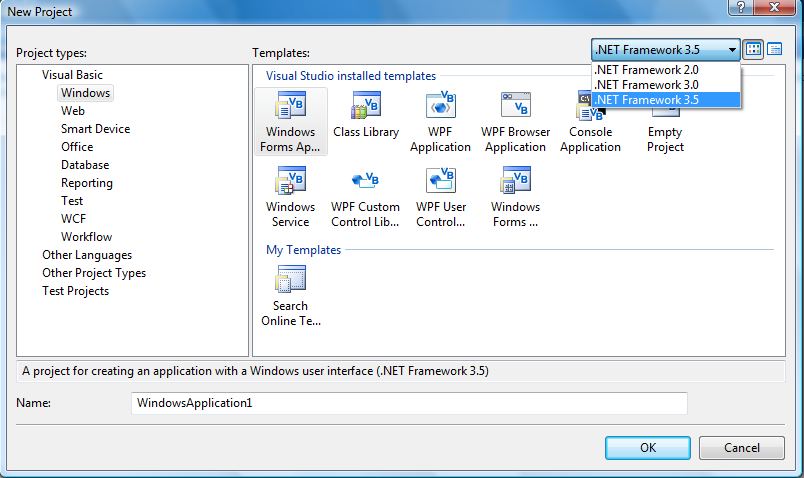 New Project
Project types:
Templates:
.NET Framework 3.5
.NET Framework 2.0
.NET Framework 3.0
.NET Framework 3.5
Visual Basic
Windows
Web
Smart Device
Office
Database
Reporting
Test
WCF
Workflow
Other Languages
Other Project Types
Test Projects
Visual Studio installed templates
Windows Forms Ap...
Class Library
WPF Application
WPF Browser Application
Console Application
Empty Project
Windows Service
WPF Custom Control Lib...
WPF User Control...
Windows Forms ...
My Templates
Search Online Te...
A project for creating an application with a Windows user interface (.NET Framework 3.5)
Name:
WindowsApplication1
OK
Cancel